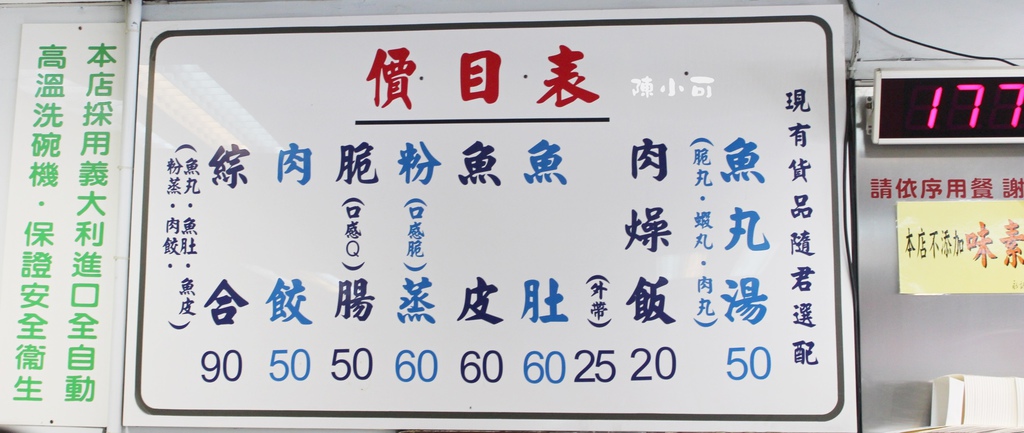 價目表
陳小可
現有貨品隨君選配
魚丸湯
(脆丸·蝦丸·肉丸)
50
肉燥飯
20
(外帶)
25
魚肚
60
魚皮
60
粉蒸
(口感脆)
60
脆腸
(口感Q)
50
肉餃
50
綜合
(魚丸·魚肚·魚皮
粉蒸·肉餃·)
90
本店採用義大利進口全自動
高溫洗碗機·保證安全衛生
177
請依序用餐 謝
本店不添加味素